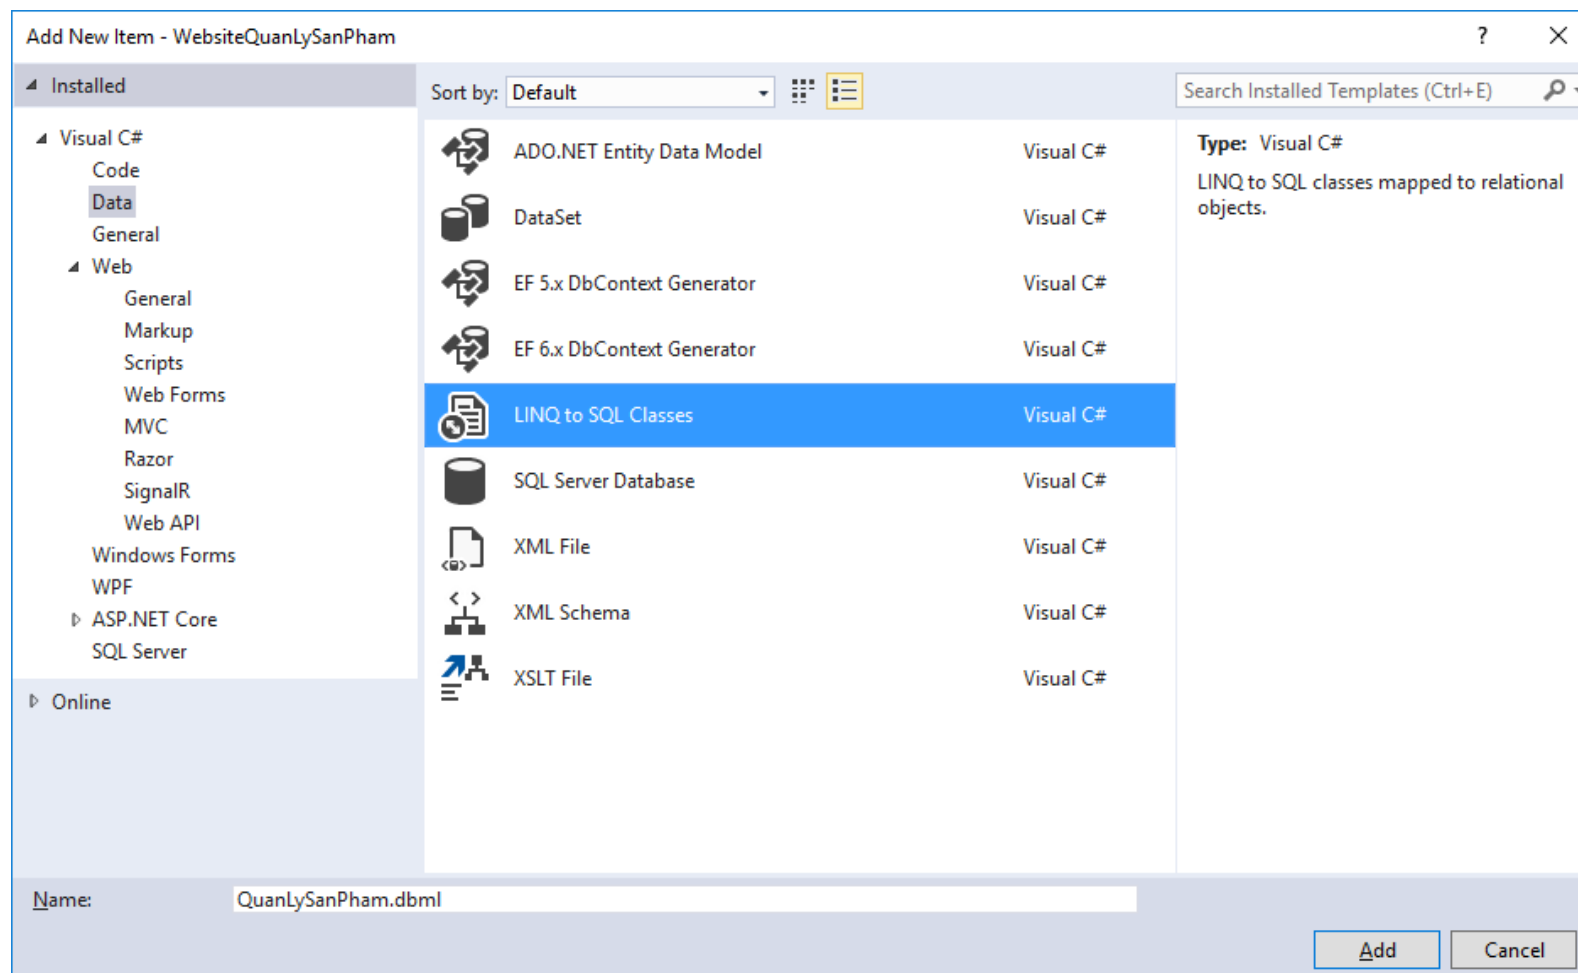 Add New Item - WebsiteQuanLySanPham
?
Installed
Visual C#
Code
Data
General
Web
General
Markup
Scripts
Web Forms
MVC
Razor
SignalR
Web API
Windows Forms
WPF
ASP.NET Core
SQL Server
Online
Sort by: Default
Search Installed Templates (Ctrl+E)
ADO.NET Entity Data Model Visual C#
DataSet Visual C#
EF 5.x DbContext Generator Visual C#
EF 6.x DbContext Generator Visual C#
LINQ to SQL Classes Visual C#
SQL Server Database Visual C#
XML File Visual C#
XML Schema Visual C#
XSLT File Visual C#
Type: Visual C#
LINQ to SQL classes mapped to relational
objects.
Name: QuanLySanPham.dbml
Add Cancel